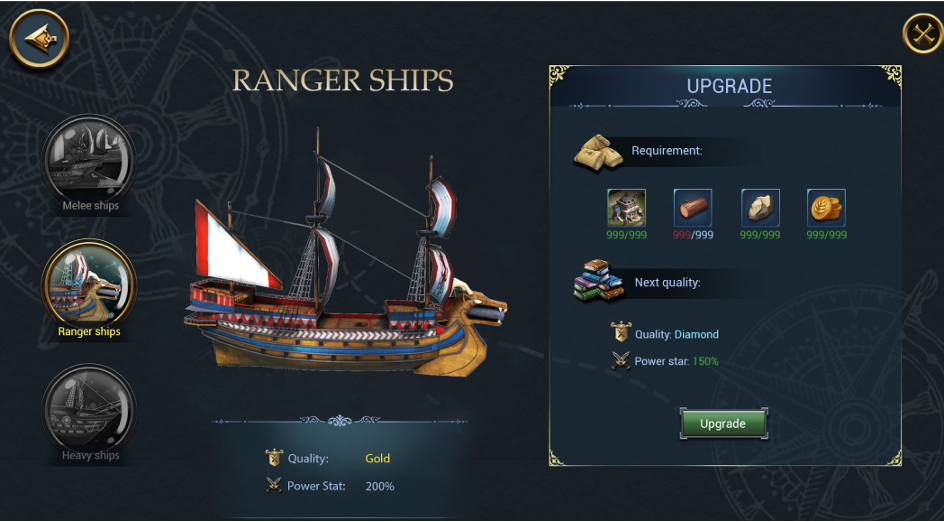 RANGER SHIPS
Melee ships
Ranger ships
Heavy ships
Quality: Gold
Power Stat: 200%
UPGRADE
Requirement:
999/999 999/999 999/999 999/999
Next quality:
Quality: Diamond
Power star: 150%
Upgrade